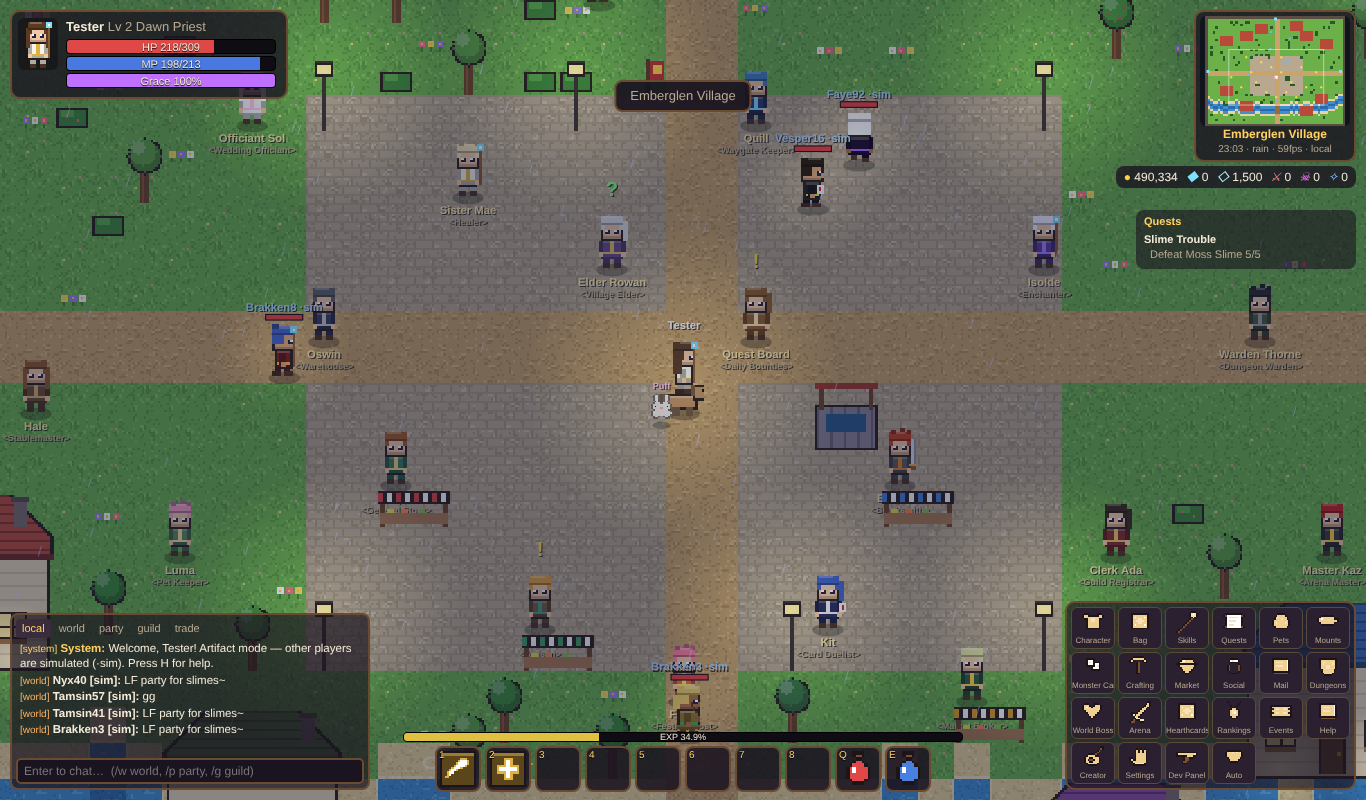 Tester Lv 2 Dawn Priest
HP 218/309
MP 198/213
Grace 100%
Emberglen Village
Emberglen Village
23:03 · rain · 59fps · local
490,334 0 1,500 0 0 0
Quests
Slime Trouble
Defeat Moss Slime 5/5
Officiant Sol
<Wedding Officiant>
Sister Mae
<Healer>
?
Elder Rowan
<Village Elder>
Quill
<Waygate Keeper>
Faye92 ·sim
Vesper16 ·sim
!
Isolde
<Enchanter>
Brakken8 ·sim
Oswin
<Warehouse>
Tester
Quest Board
<Daily Bounties>
Warden Thorne
<Dungeon Warden>
Hale
<Stablemaster>
Puff
Luma
<Pet Keeper>
!
Kit
<Card Duelist>
Brakken3 ·sim
Clerk Ada
<Guild Registrar>
Master Kaz
<Arena Master>
local world party guild trade
[system] System: Welcome, Tester! Artifact mode — other players
are simulated (·sim). Press H for help.
[world] Nyx40 [sim]: LF party for slimes~
[world] Tamsin57 [sim]: gg
[world] Tamsin41 [sim]: LF party for slimes~
[world] Brakken3 [sim]: LF party for slimes~
Enter to chat… (/w world, /p party, /g guild)
EXP 34.9%
1 2 3 4 5 6 7 8 Q E
Character Bag Skills Quests Pets Mounts
Monster Ca Crafting Market Social Mail Dungeons
World Boss Arena Heartcards Rankings Events Help
Creator Settings Dev Panel Auto